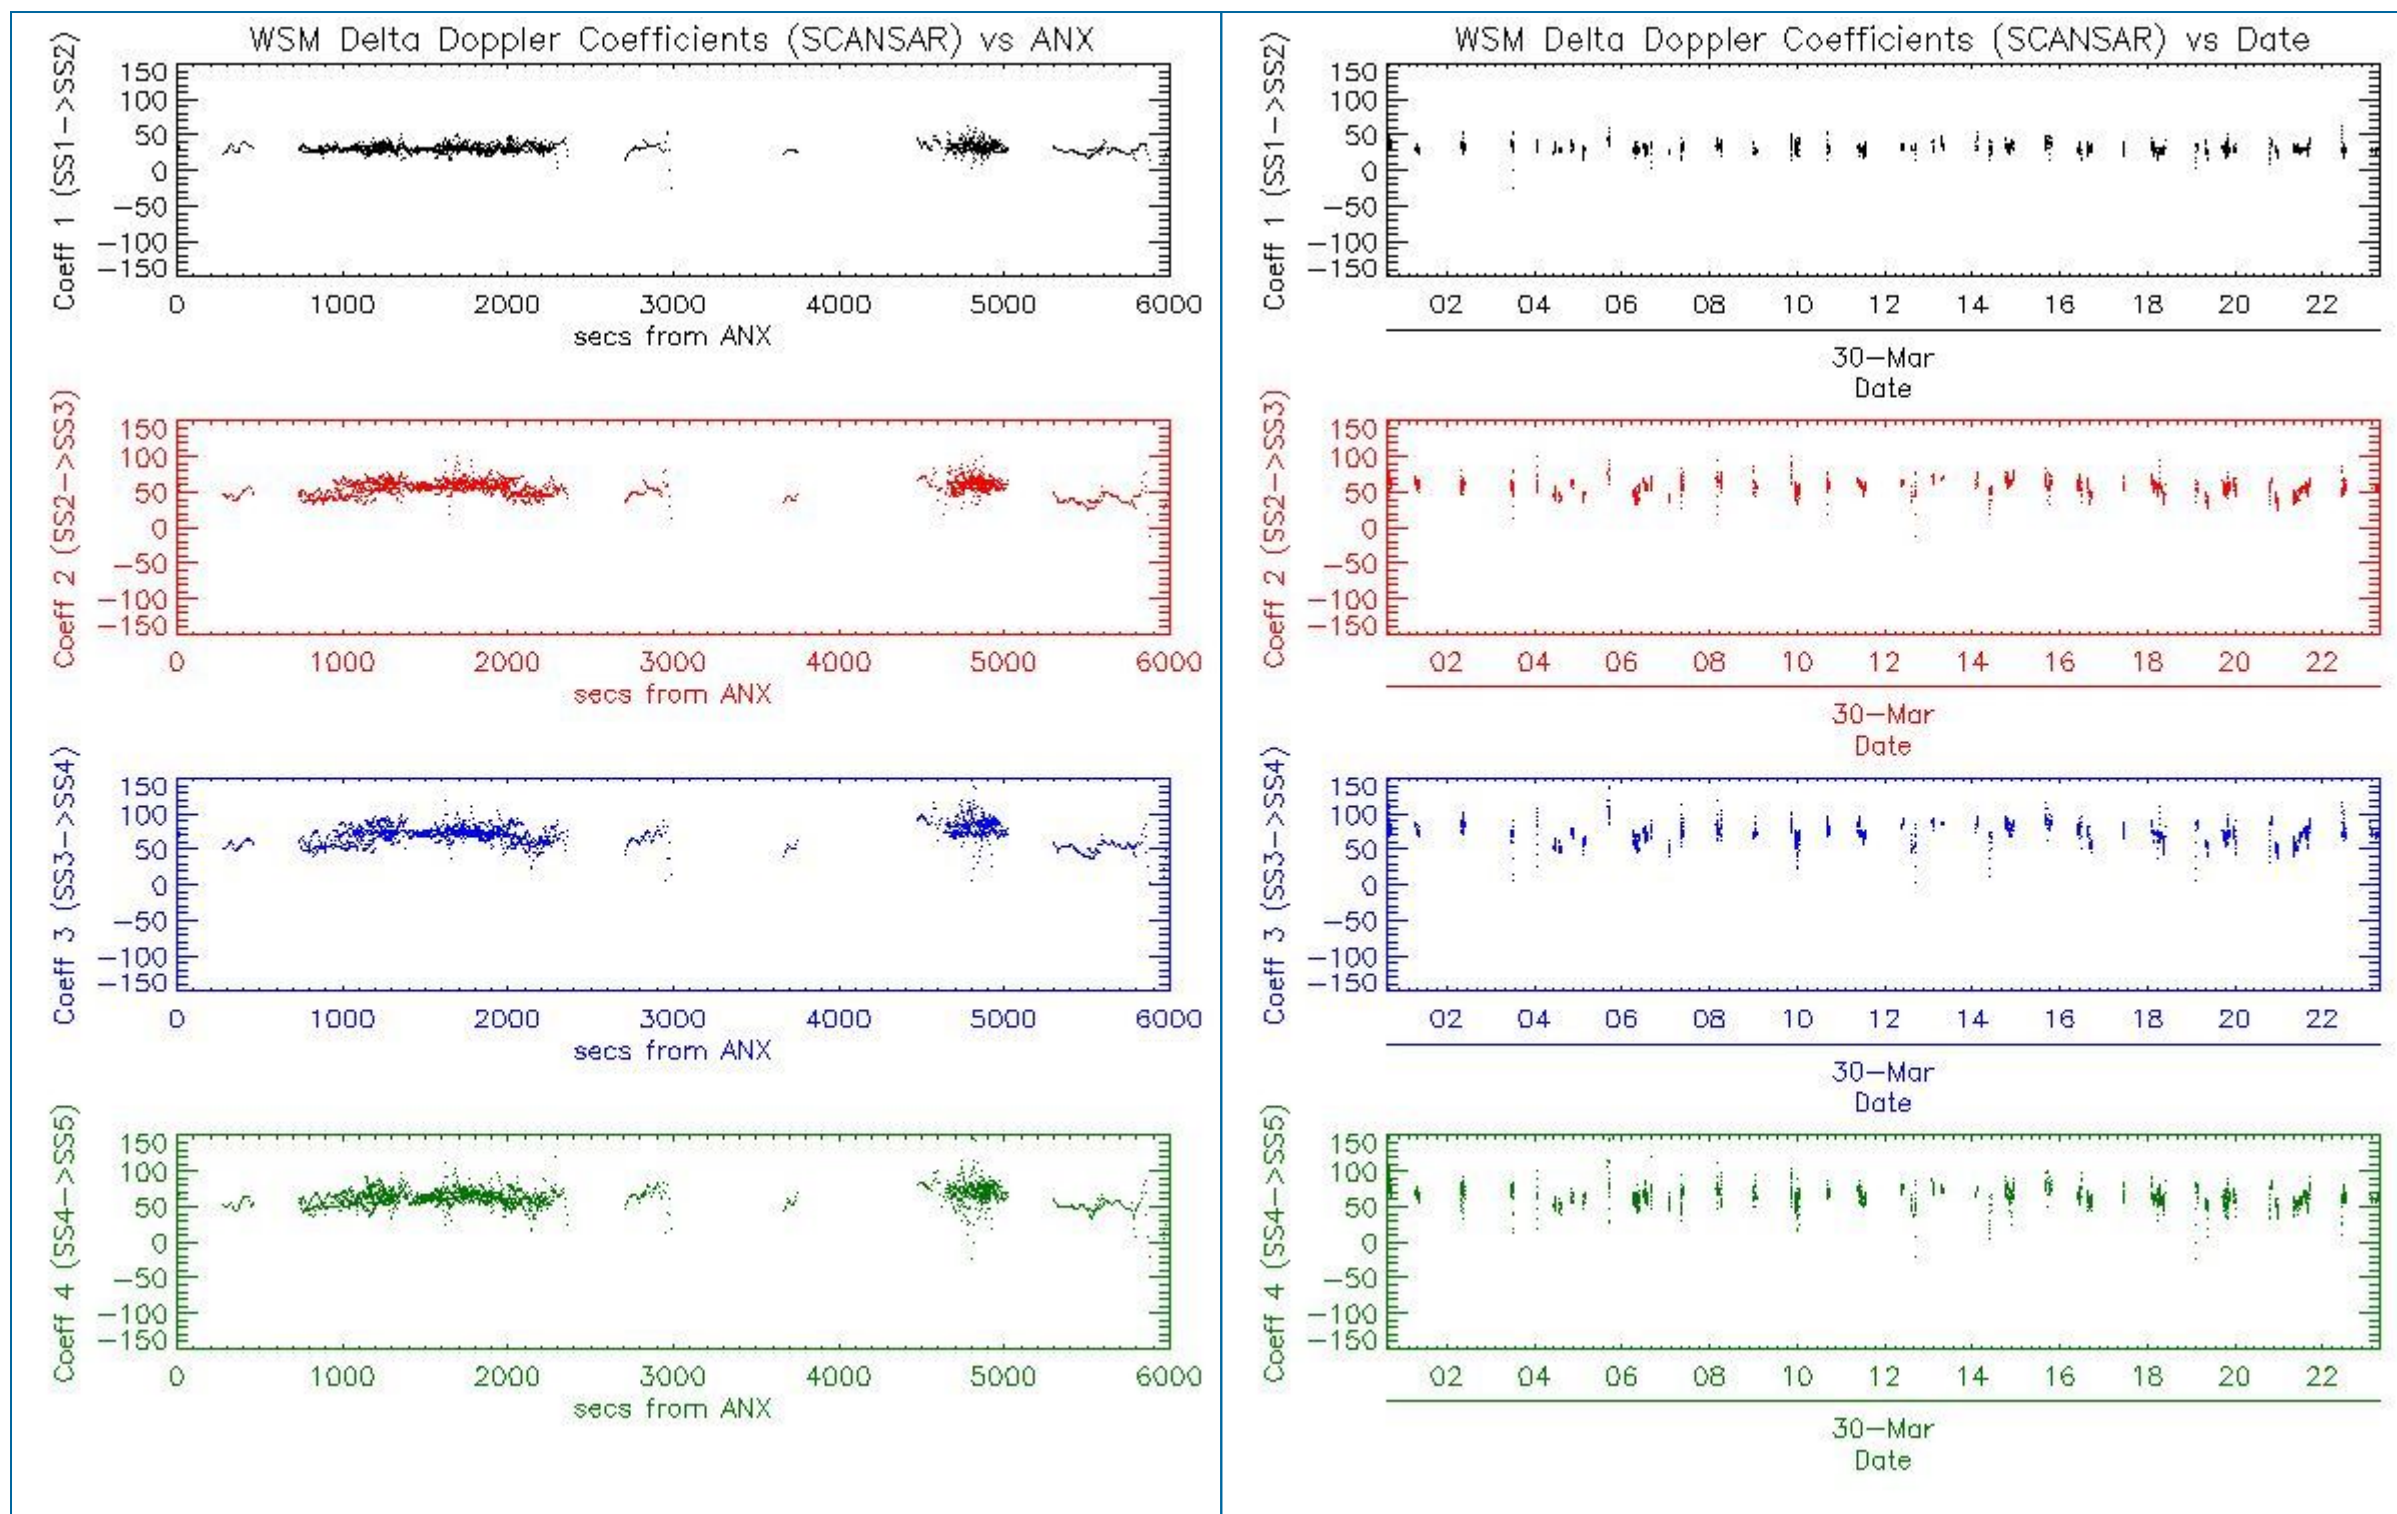 WSM Delta Doppler Coefficients (SCANSAR) vs ANX
Coeff 1 (SS1->SS2)
150
100
50
0
-50
-100
-150
0 1000 2000 3000 4000 5000 6000
secs from ANX
Coeff 2 (SS2->SS3)
150
100
50
0
-50
-100
-150
0 1000 2000 3000 4000 5000 6000
secs from ANX
Coeff 3 (SS3->SS4)
150
100
50
0
-50
-100
-150
0 1000 2000 3000 4000 5000 6000
secs from ANX
Coeff 4 (SS4->SS5)
150
100
50
0
-50
-100
-150
0 1000 2000 3000 4000 5000 6000
secs from ANX
WSM Delta Doppler Coefficients (SCANSAR) vs Date
Coeff 1 (SS1->SS2)
150
100
50
0
-50
-100
-150
02 04 06 08 10 12 14 16 18 20 22
30-Mar
Date
Coeff 2 (SS2->SS3)
150
100
50
0
-50
-100
-150
02 04 06 08 10 12 14 16 18 20 22
30-Mar
Date
Coeff 3 (SS3->SS4)
150
100
50
0
-50
-100
-150
02 04 06 08 10 12 14 16 18 20 22
30-Mar
Date
Coeff 4 (SS4->SS5)
150
100
50
0
-50
-100
-150
02 04 06 08 10 12 14 16 18 20 22
30-Mar
Date